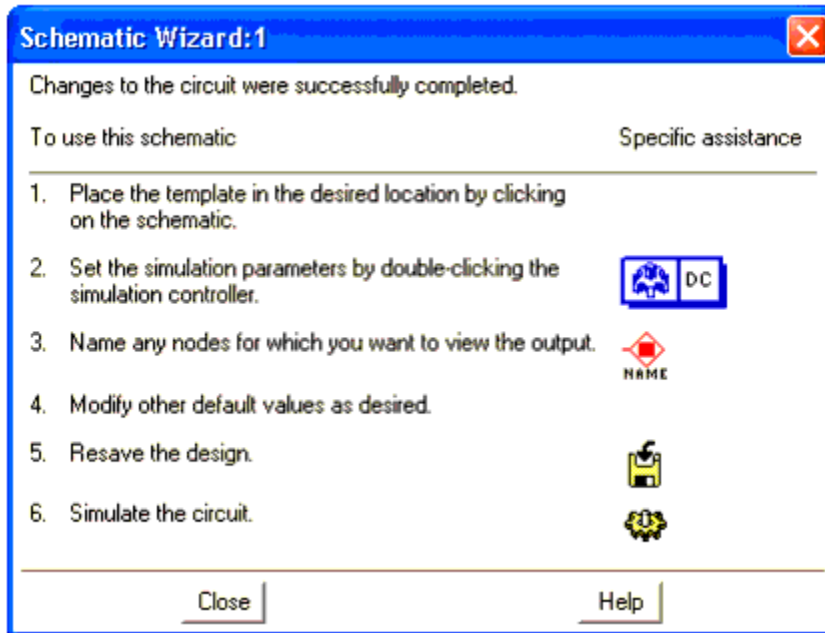 Schematic Wizard:1
Changes to the circuit were successfully completed.
To use this schematic Specific assistance
1. Place the template in the desired location by clicking
on the schematic.
2. Set the simulation parameters by double-clicking the
simulation controller.
DC
3. Name any nodes for which you want to view the output.
NAME
4. Modify other default values as desired.
5. Resave the design.
6. Simulate the circuit.
Close Help